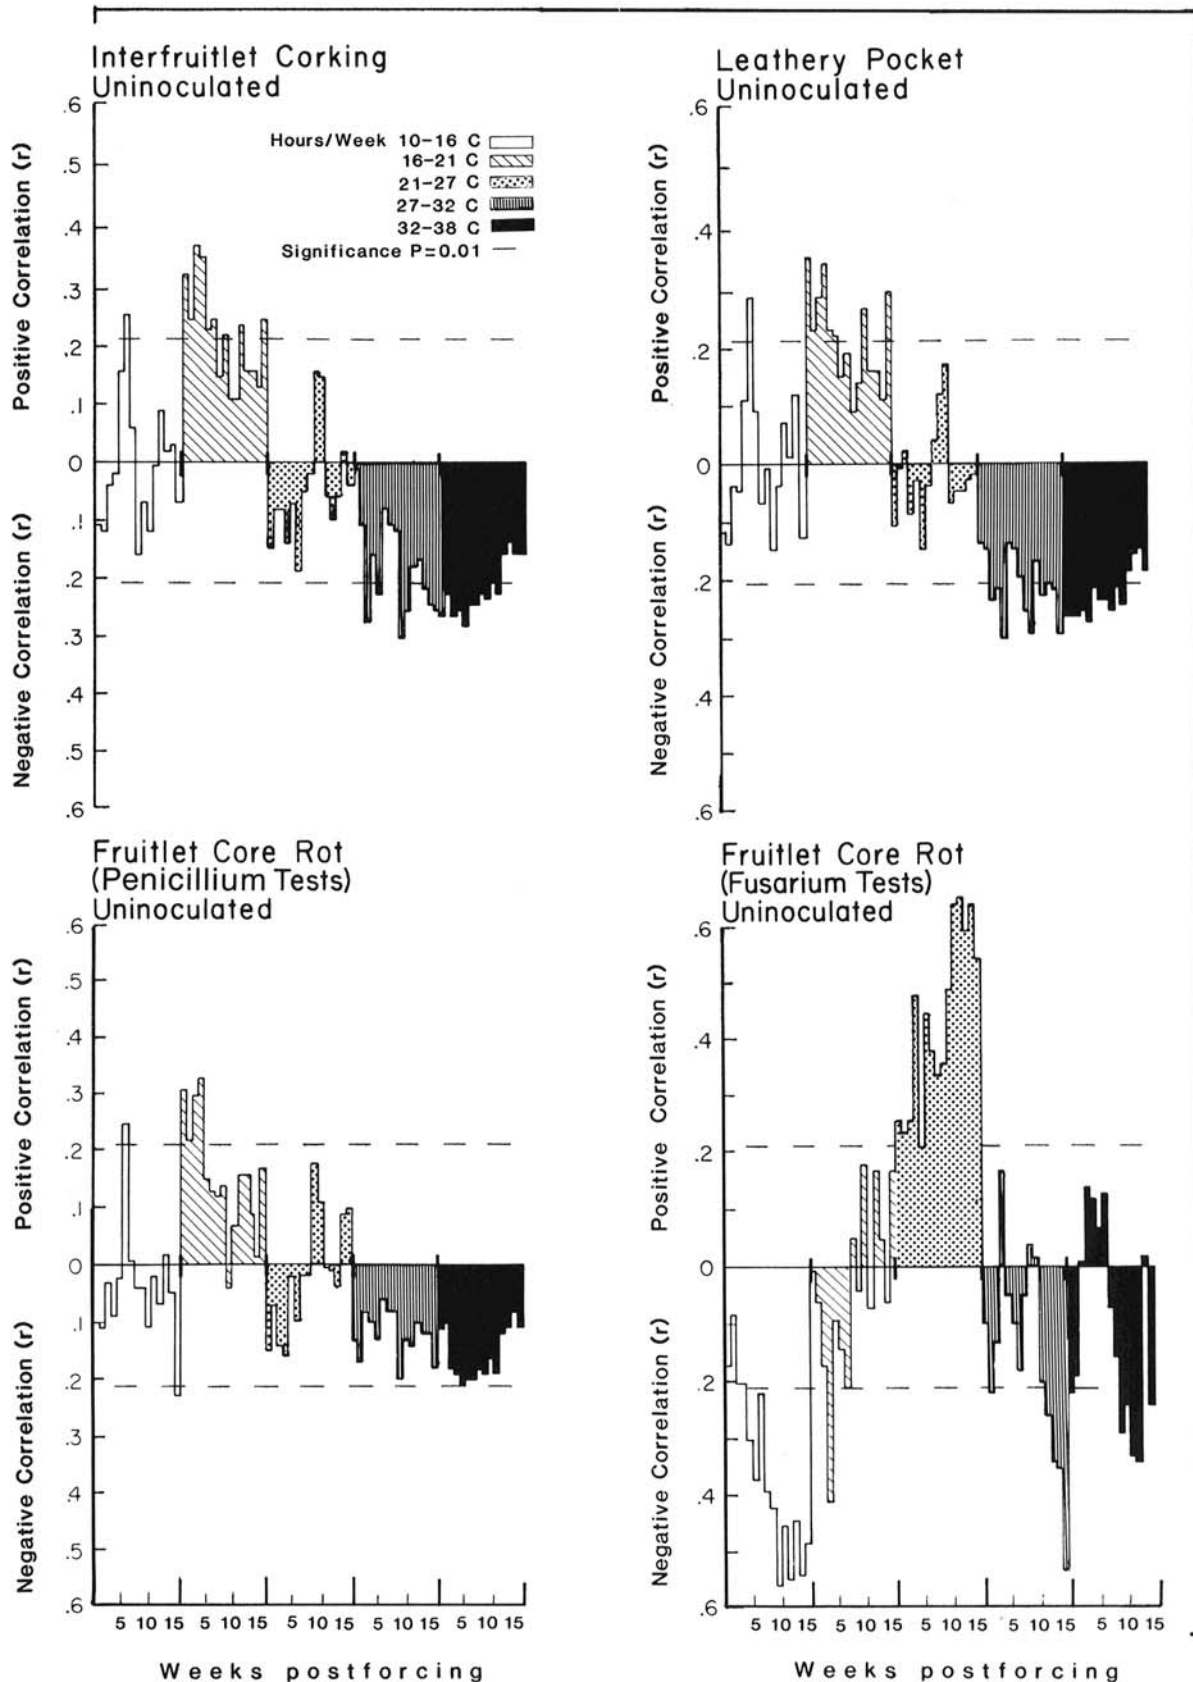 Interfruitlet Corking
Uninoculated
.6
.5
.4
.3
.2
.1
0
.1
.2
.3
.4
.5
.6
Positive Correlation (r)
Negative Correlation (r)
Hours/Week 10-16 C
16-21 C
21-27 C
27-32 C
32-38 C
Significance P=0.01
Leathery Pocket
Uninoculated
.6
.4
.2
0
.2
.4
.6
Positive Correlation (r)
Negative Correlation (r)
Fruitlet Core Rot
(Penicillium Tests)
Uninoculated
.6
.5
.4
.3
.2
.1
0
.1
.2
.3
.4
.5
.6
Positive Correlation (r)
Negative Correlation (r)
5 10 15 5 10 15 5 10 15 5 10 15 5 10 15
Weeks postforcing
Fruitlet Core Rot
(Fusarium Tests)
Uninoculated
.6
.4
.2
0
.2
.4
.6
Positive Correlation (r)
Negative Correlation (r)
5 10 15 5 10 15 5 10 15 5 10 15 5 10 15
Weeks postforcing